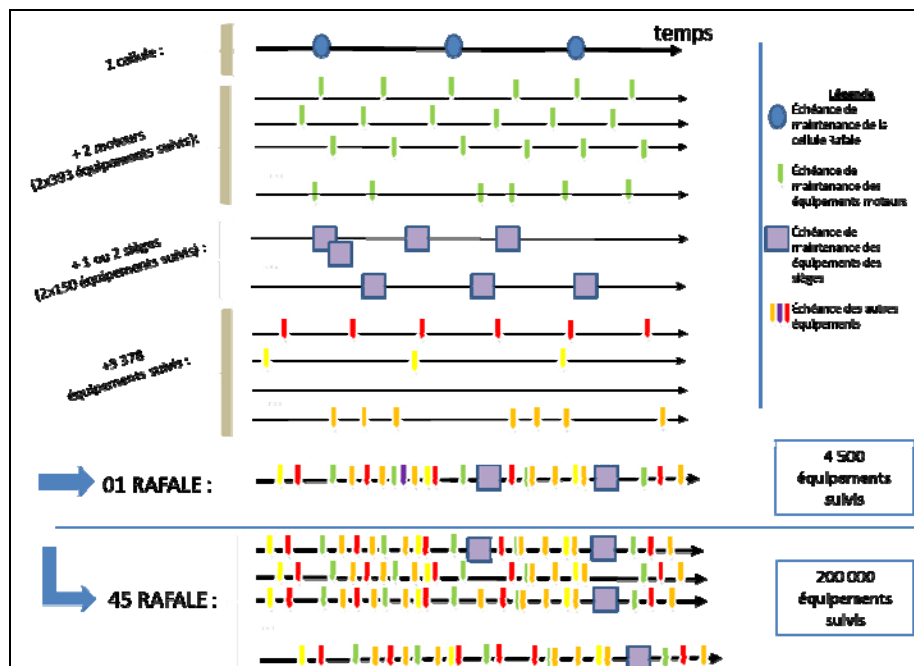 temps
1 cellule :
+2 moteurs
(2x393 équipements suivis):
....
+1 ou 2 sièges
(2x150 équipements suivis) :
....
+3 378
équipements suivis :
....
Légende
Échéance de
maintenance de la
cellule Rafale
Échéance de
maintenance des
équipements moteurs
Échéance de
maintenance des
équipements des
sièges
Échéance des autres
équipements
01 RAFALE :
4 500
équipements
suivis
45 RAFALE :
200 000
équipements
suivis
....